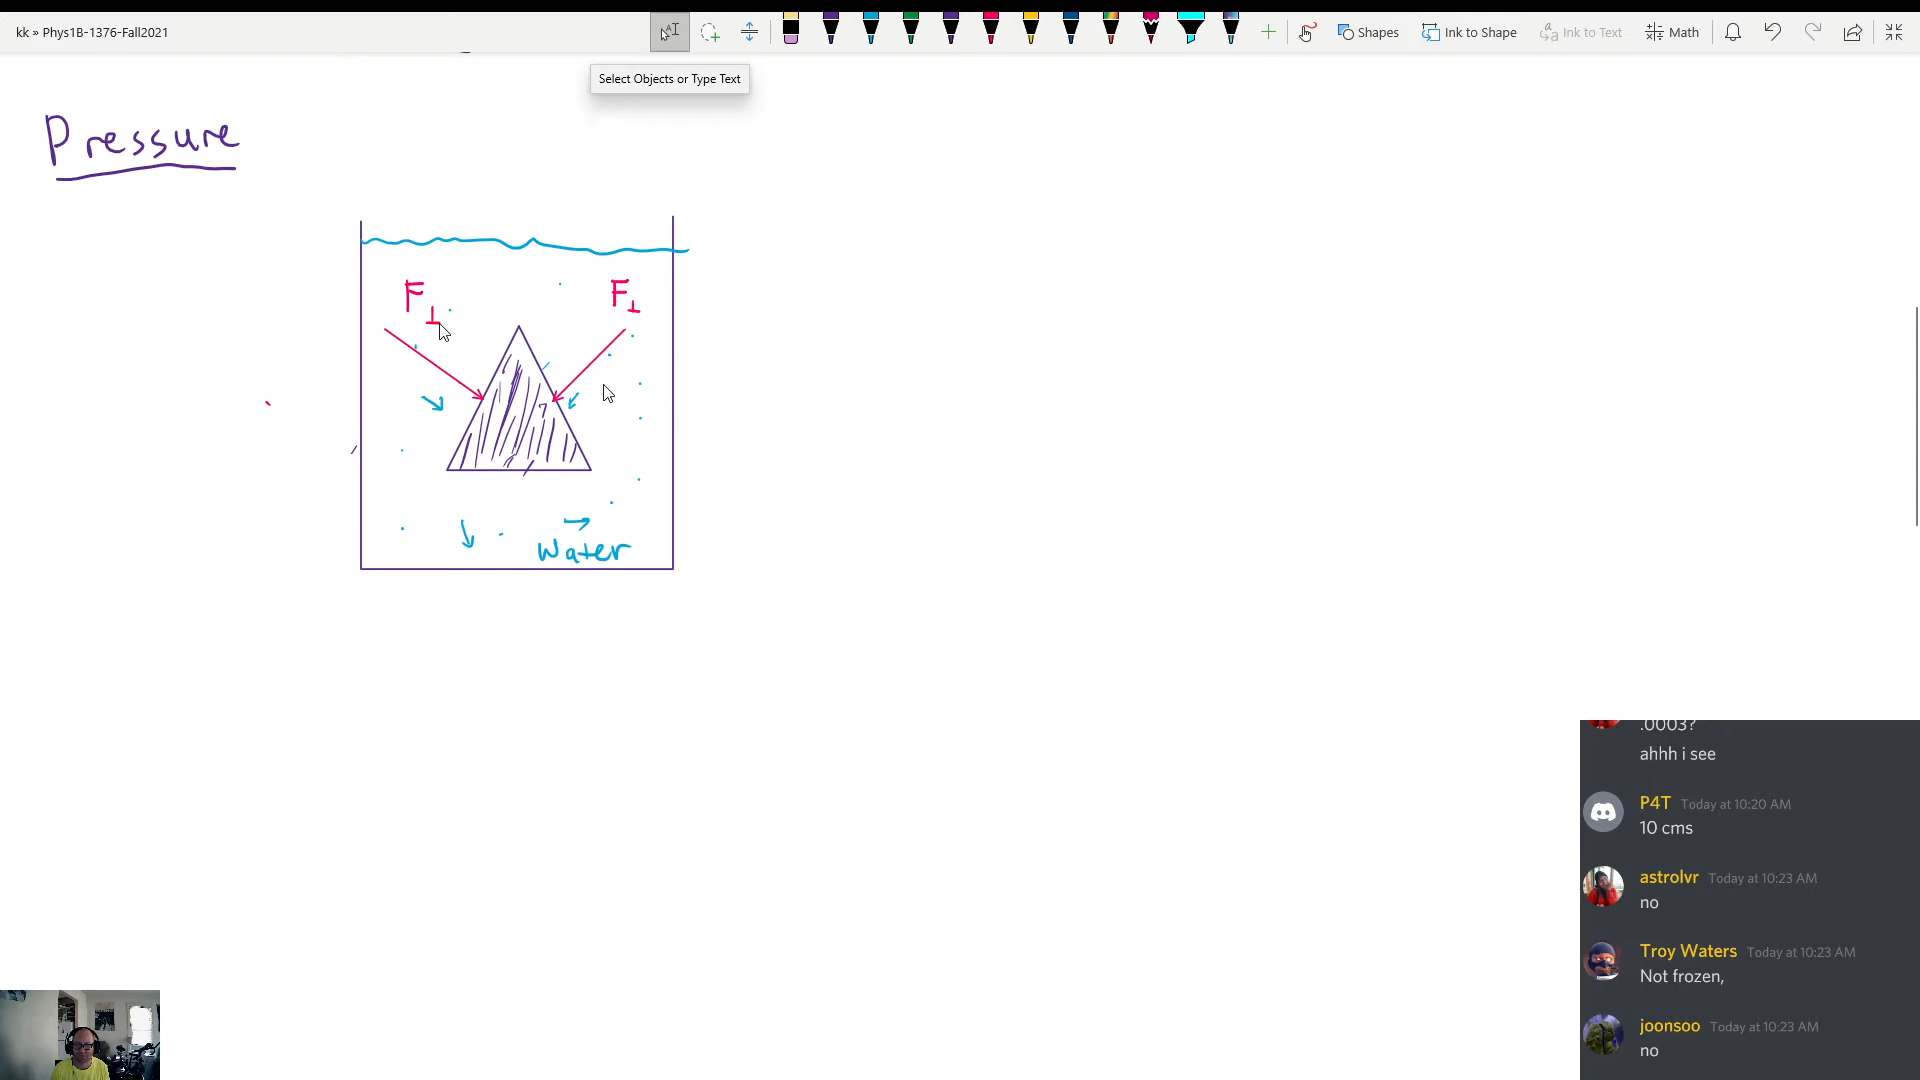 kk » Phys1B-1376-Fall2021
Shapes
Ink to Shape
Ink to Text
Math
Select Objects or Type Text
Pressure
F⊥
F⊥
Water
.0003?
ahhh i see
P4T Today at 10:20 AM
10 cms
astrolvr Today at 10:23 AM
no
Troy Waters Today at 10:23 AM
Not frozen,
joonsoo Today at 10:23 AM
no